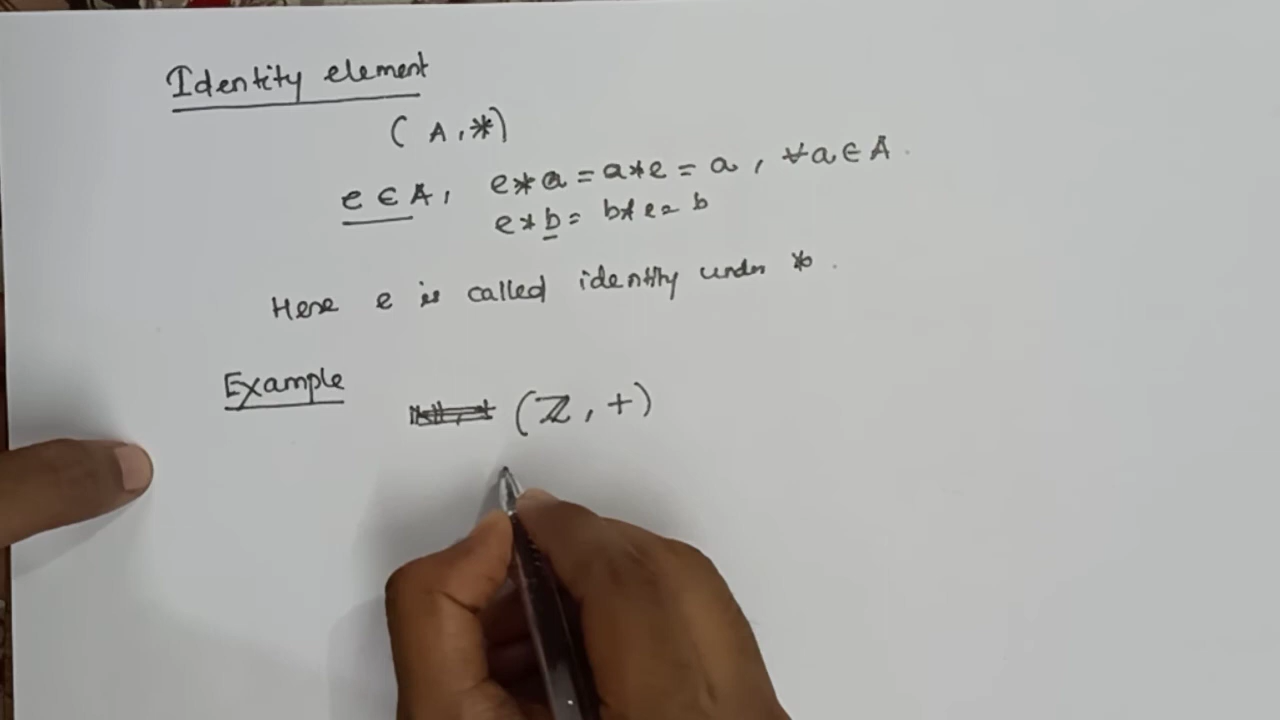 Identity element
(A, *)
e ∈ A, e * a = a * e = a, ∀a ∈ A.
e * b = b * e = b
Here e is called identity under *.
Example (ℤ, +)